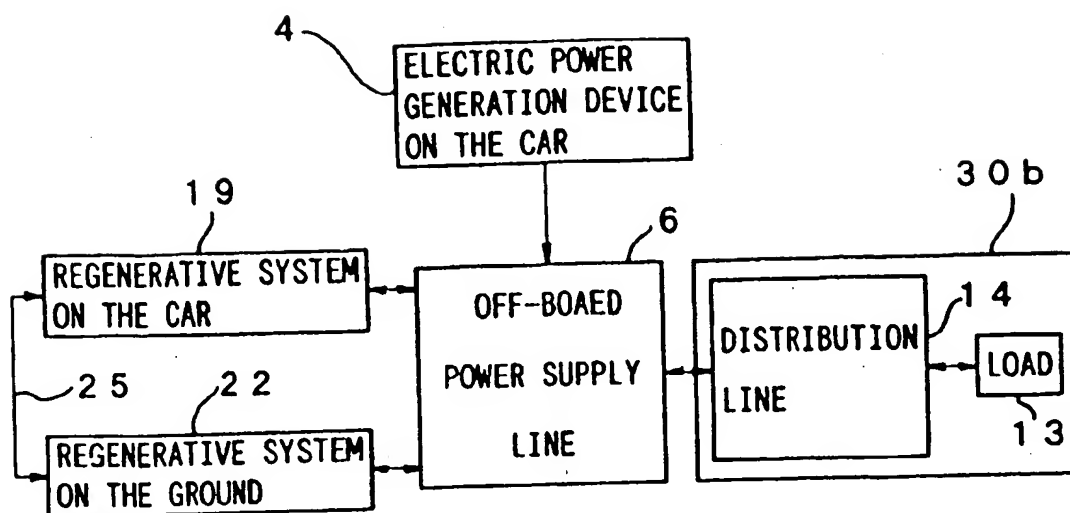 4
ELECTRIC POWER
GENERATION DEVICE
ON THE CAR
30b
19
6
REGENERATIVE SYSTEM
ON THE CAR
OFF-BOAED
POWER SUPPLY
LINE
14
DISTRIBUTION
LINE
LOAD
13
25
22
REGENERATIVE SYSTEM
ON THE GROUND